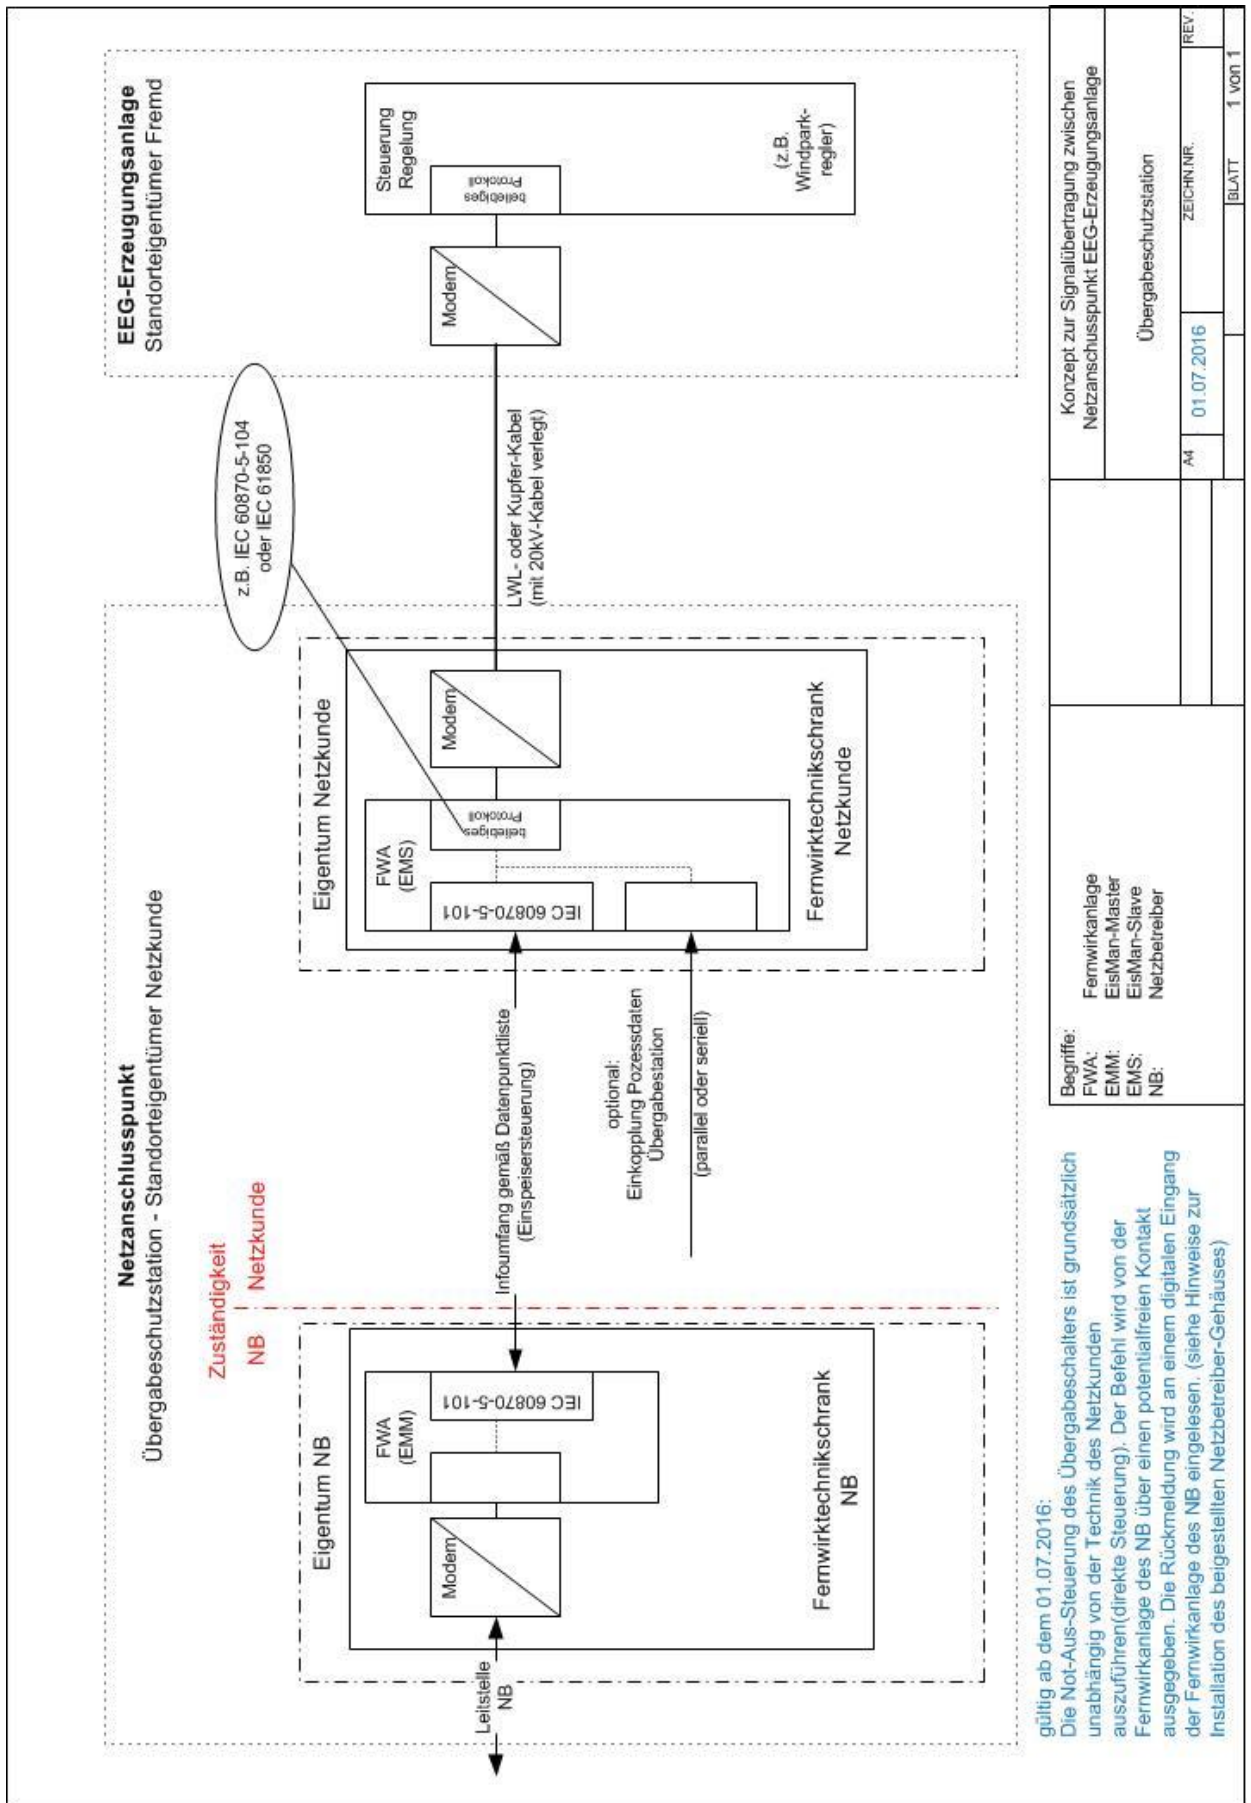 Netzanschlusspunkt
Übergabeschutzstation - Standorteigentümer Netzkunde
EEG-Erzeugungsanlage
Standorteigentümer Fremd
Zuständigkeit
NB
Netzkunde
z.B. IEC 60870-5-104
oder IEC 61850
Eigentum NB
Eigentum Netzkunde
Leitstelle
NB
Modem
FWA
(EMM)
IEC 60870-5-101
Fernwirktechnikschrank
NB
Infoumfang gemäß Datenpunktliste
(Einspeisersteuerung)
optional:
Einkopplung Pozessdaten
Übergabestation
(parallel oder seriell)
FWA
(EMS)
IEC 60870-5-101
beliebiges
Protokoll
Modem
Fernwirktechnikschrank
Netzkunde
LWL- oder Kupfer-Kabel
(mit 20kV-Kabel verlegt)
Modem
beliebiges
Protokoll
Steuerung
Regelung
(z.B.
Windpark-
regler)
gültig ab dem 01.07.2016:
Die Not-Aus-Steuerung des Übergabeschalters ist grundsätzlich
unabhängig von der Technik des Netzkunden
auszuführen(direkte Steuerung). Der Befehl wird von der
Fernwirkanlage des NB über einen potentialfreien Kontakt
ausgegeben. Die Rückmeldung wird an einem digitalen Eingang
der Fernwirkanlage des NB eingelesen. (siehe Hinweise zur
Installation des beigestellten Netzbetreiber-Gehäuses)
Begriffe:
FWA: Fernwirkanlage
EMM: EisMan-Master
EMS: EisMan-Slave
NB: Netzbetreiber
Konzept zur Signalübertragung zwischen
Netzanschusspunkt EEG-Erzeugungsanlage
Übergabeschutzstation
A4 01.07.2016 ZEICHN.NR. REV.
BLATT 1 von 1